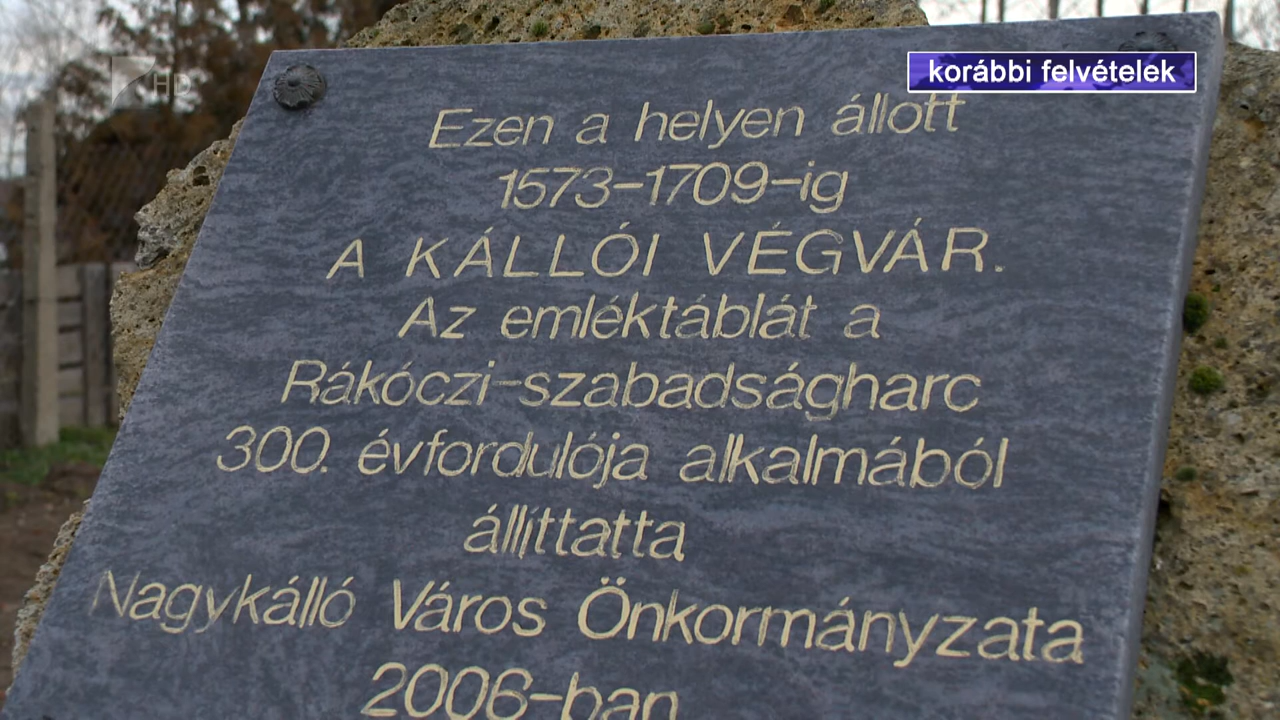 HD
korábbi felvételek
Ezen a helyen állott
1573-1709-ig
A KÁLLÓI VÉGVÁR.
Az emléktáblát a
Rákóczi-szabadságharc
300. évfordulója alkalmából
állíttatta
Nagykálló Város Önkormányzata
2006-ban